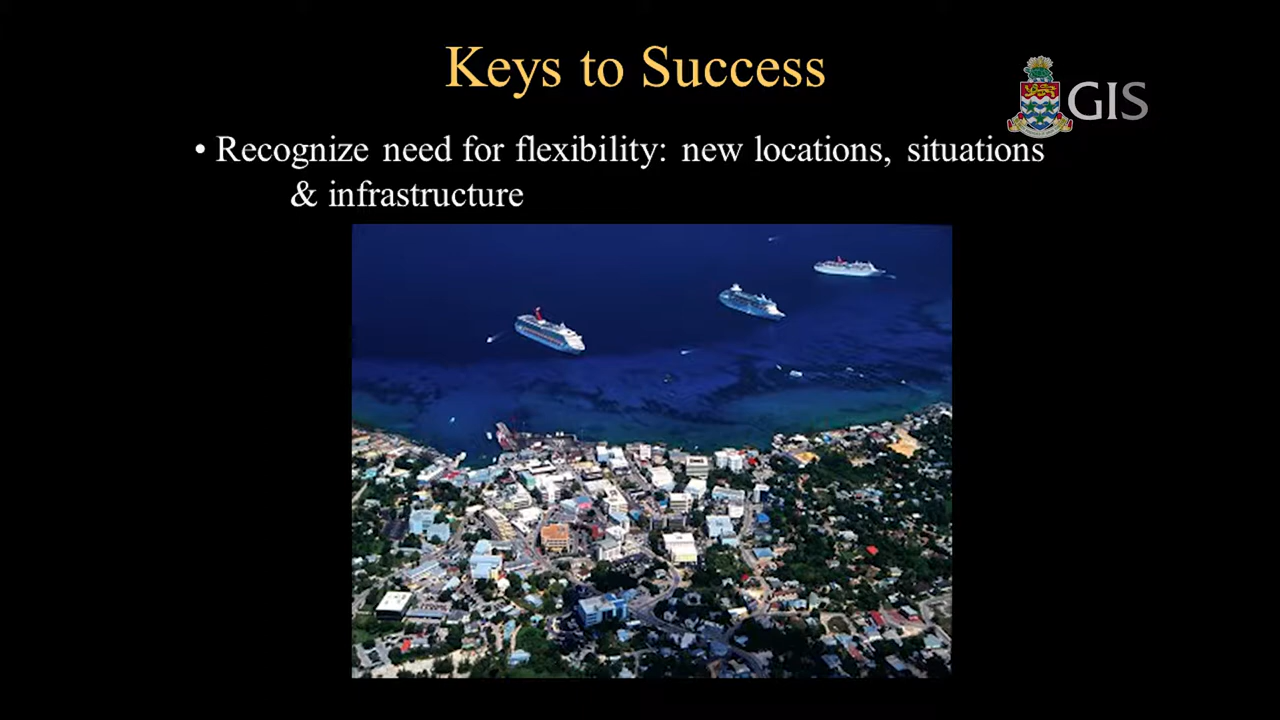 Keys to Success
GIS
• Recognize need for flexibility: new locations, situations
& infrastructure